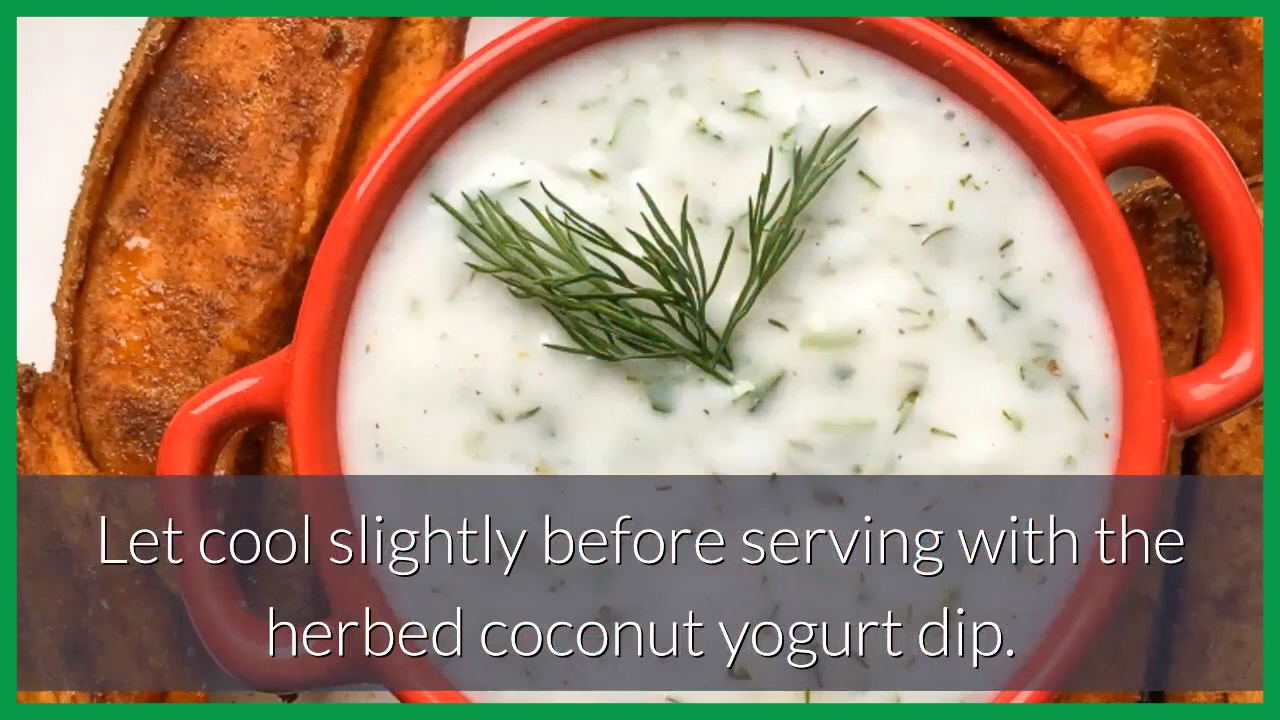 Let cool slightly before serving with the
herbed coconut yogurt dip.